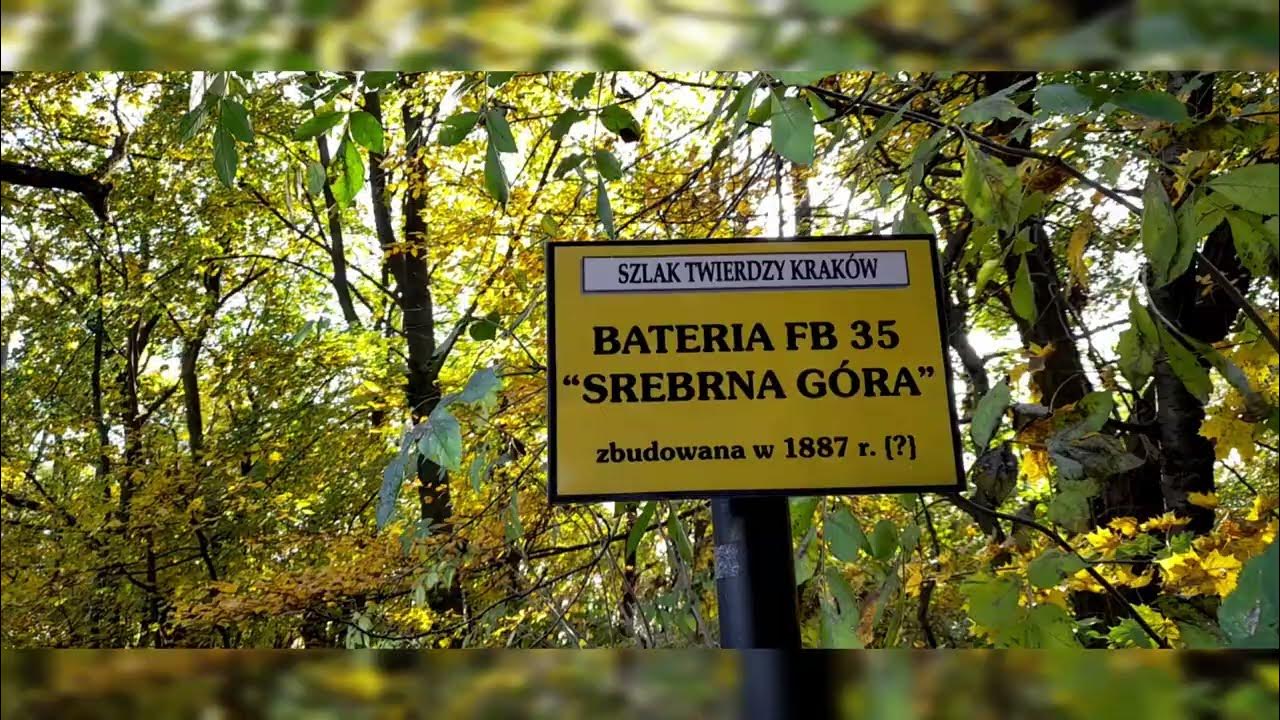 SZLAK TWIERDZY KRAKÓW
BATERIA FB 35
“SREBRNA GÓRA”
zbudowana w 1887 r. (?)